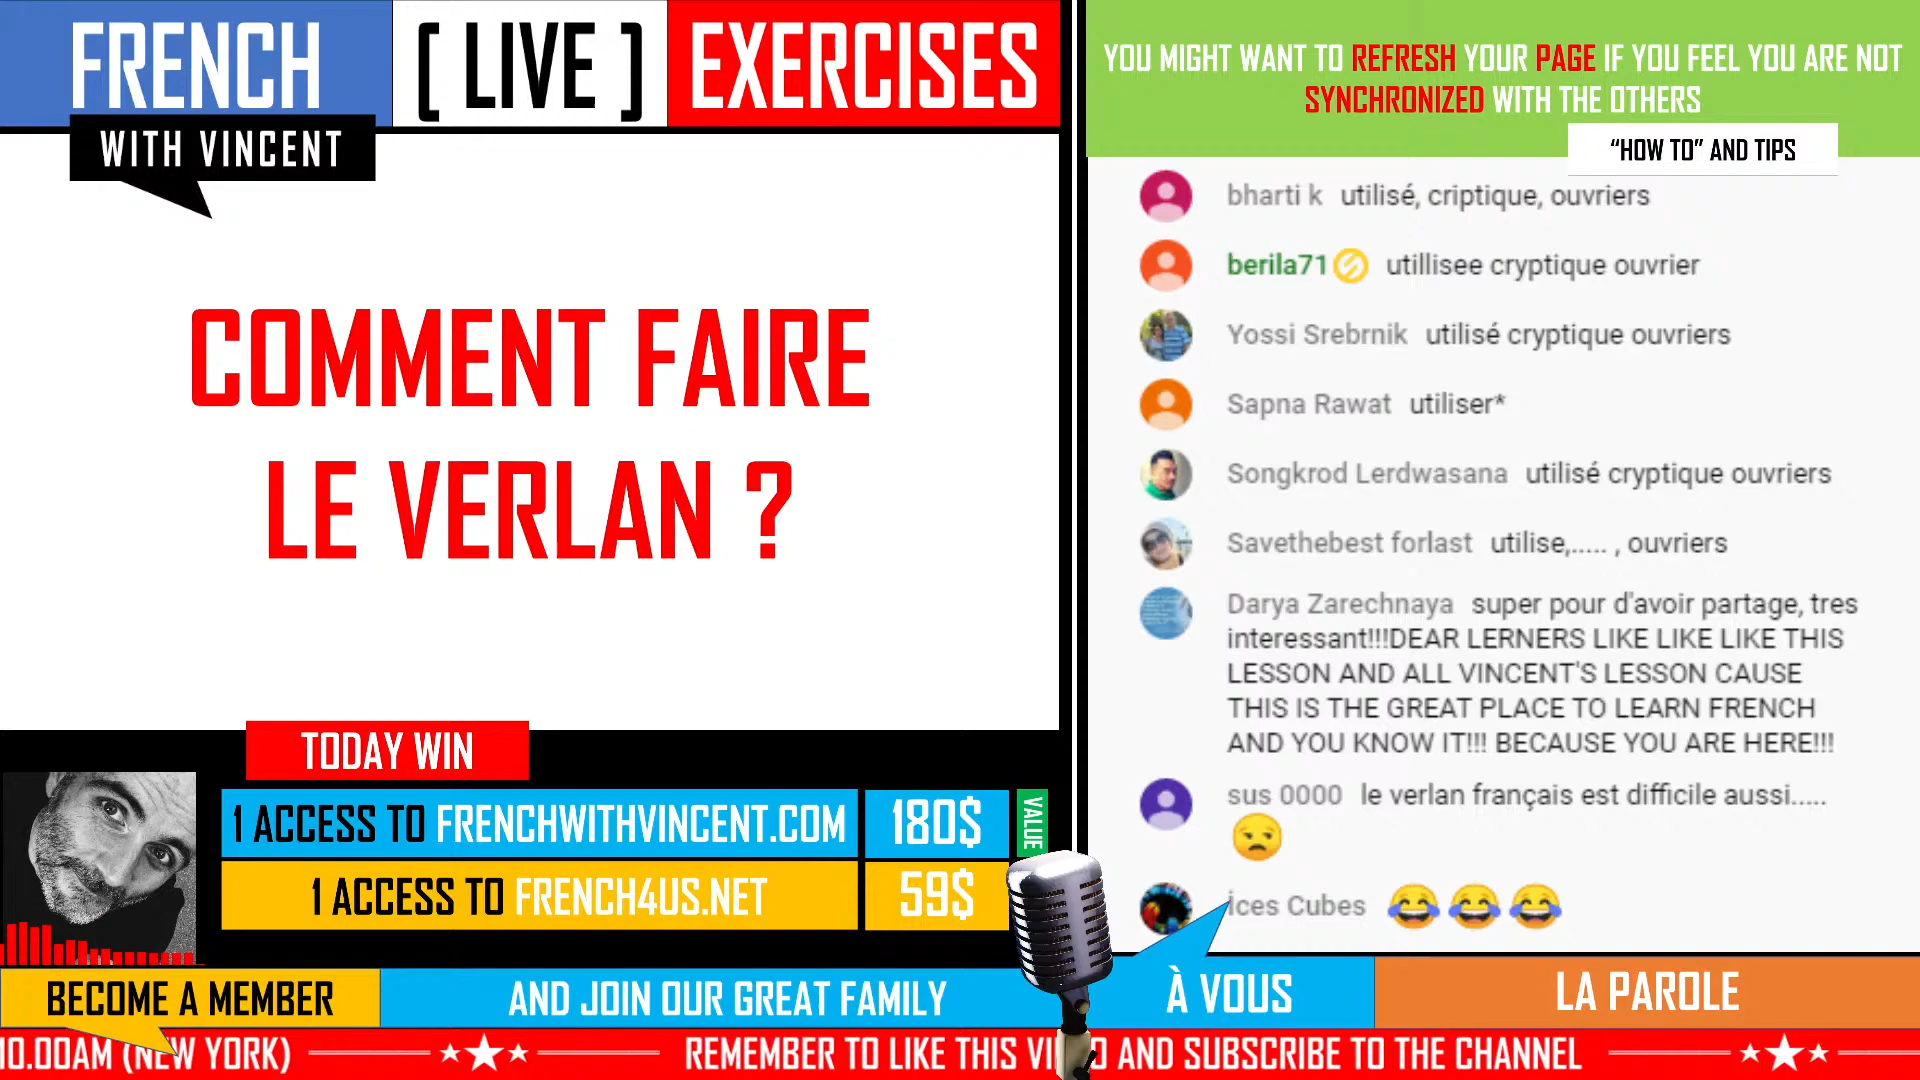 FRENCH [ LIVE ] EXERCISES
WITH VINCENT
COMMENT FAIRE
LE VERLAN ?
TODAY WIN
1 ACCESS TO FRENCHWITHVINCENT.COM 180$
VALUE
1 ACCESS TO FRENCH4US.NET 59$
BECOME A MEMBER AND JOIN OUR GREAT FAMILY
YOU MIGHT WANT TO REFRESH YOUR PAGE IF YOU FEEL YOU ARE NOT
SYNCHRONIZED WITH THE OTHERS
“HOW TO” AND TIPS
bharti k utilisé, criptique, ouvriers
berila71 utillisee cryptique ouvrier
Yossi Srebrnik utilisé cryptique ouvriers
Sapna Rawat utiliser*
Songkrod Lerdwasana utilisé cryptique ouvriers
Savethebest forlast utilise,..... , ouvriers
Darya Zarechnaya super pour d'avoir partage, tres
interessant!!!DEAR LERNERS LIKE LIKE LIKE THIS
LESSON AND ALL VINCENT'S LESSON CAUSE
THIS IS THE GREAT PLACE TO LEARN FRENCH
AND YOU KNOW IT!!! BECAUSE YOU ARE HERE!!!
sus 0000 le verlan français est difficile aussi.....
😒
İces Cubes 😂😂😂
À VOUS LA PAROLE
10.00AM (NEW YORK) REMEMBER TO LIKE THIS AND SUBSCRIBE TO THE CHANNEL